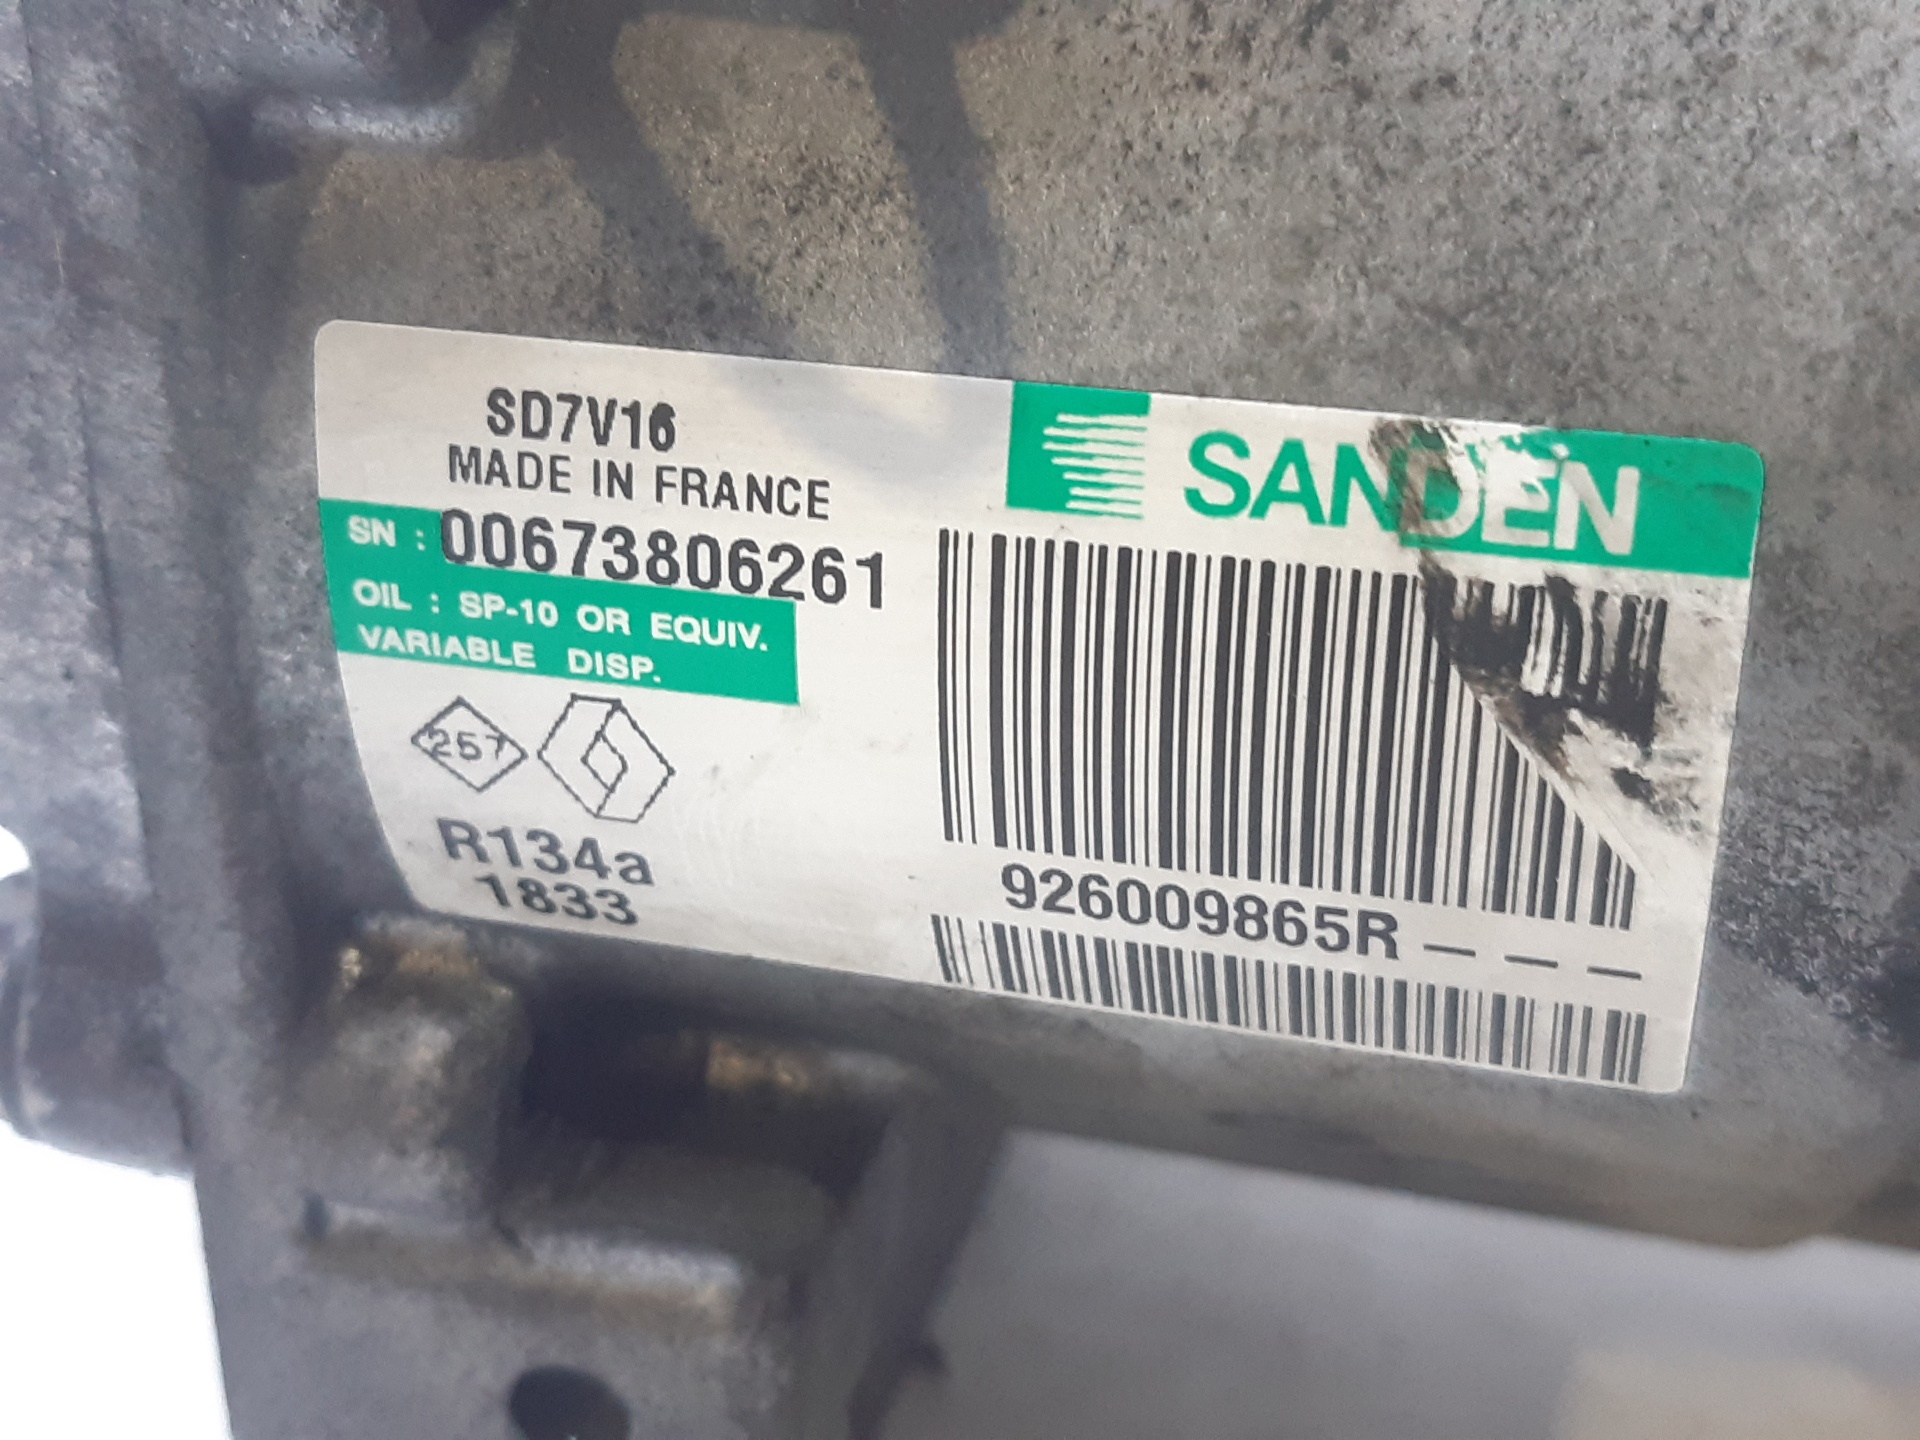 SD7V16
MADE IN FRANCE
SANDEN
SN : 00673806261
OIL : SP-10 OR EQUIV.
VARIABLE DISP.
257
R134a
1833
926009865R — — —